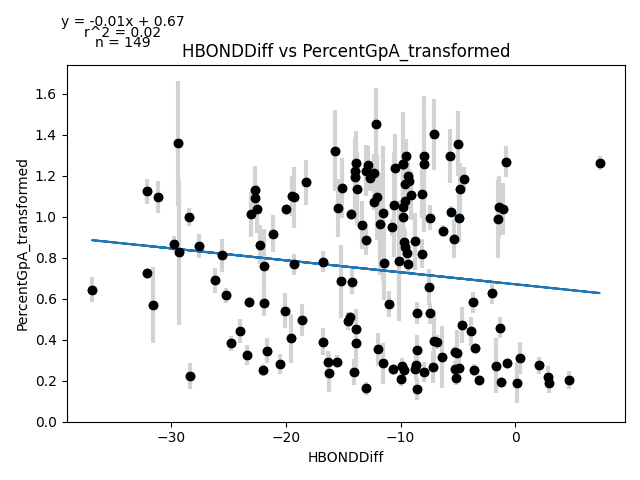 y = -0.01x + 0.67
r^2 = 0.02
n = 149
HBONDDiff vs PercentGpA_transformed
PercentGpA_transformed
1.6
1.4
1.2
1.0
0.8
0.6
0.4
0.2
0.0
−30
−20
−10
0
HBONDDiff